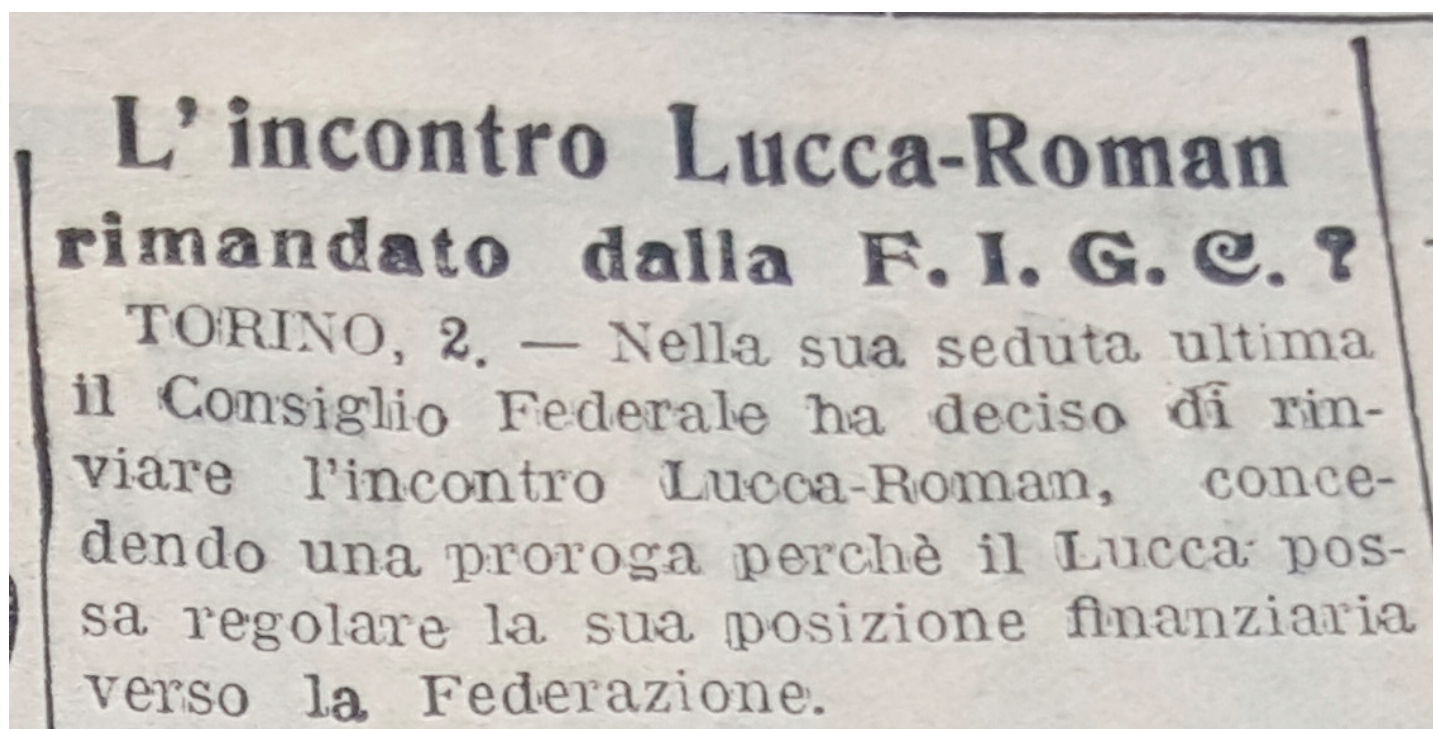 L'incontro Lucca-Roman
rimandato dalla F. I. G. C. ?
TORINO, 2. — Nella sua seduta ultima
il Consiglio Federale ha deciso di rin-
viare l'incontro Lucca-Roman, conce-
dendo una proroga perchè il Lucca pos-
sa regolare la sua posizione finanziaria
verso la Federazione.